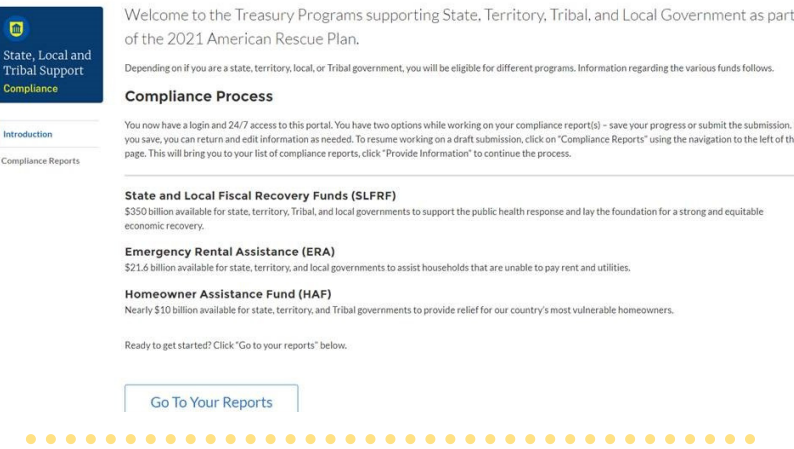 State, Local and
Tribal Support
Compliance
Introduction
Compliance Reports
Welcome to the Treasury Programs supporting State, Territory, Tribal, and Local Government as part
of the 2021 American Rescue Plan.
Depending on if you are a state, territory, local, or Tribal government, you will be eligible for different programs. Information regarding the various funds follows.
Compliance Process
You now have a login and 24/7 access to this portal. You have two options while working on your compliance report(s) – save your progress or submit the submission.
you save, you can return and edit information as needed. To resume working on a draft submission, click on "Compliance Reports" using the navigation to the left of th
page. This will bring you to your list of compliance reports, click "Provide Information" to continue the process.
State and Local Fiscal Recovery Funds (SLFRF)
$350 billion available for state, territory, Tribal, and local governments to support the public health response and lay the foundation for a strong and equitable
economic recovery.
Emergency Rental Assistance (ERA)
$21.6 billion available for state, territory, and local governments to assist households that are unable to pay rent and utilities.
Homeowner Assistance Fund (HAF)
Nearly $10 billion available for state, territory, and Tribal governments to provide relief for our country's most vulnerable homeowners.
Ready to get started? Click "Go to your reports" below.
Go To Your Reports